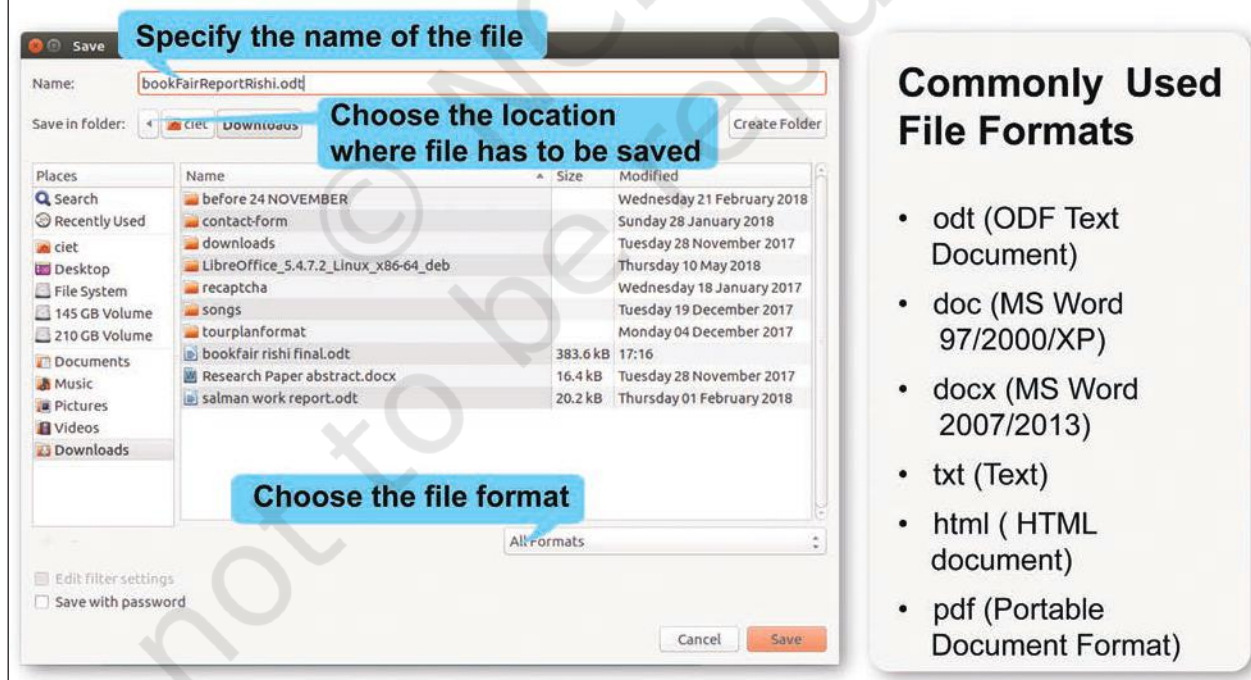 Save
Specify the name of the file
Name: bookFairReportRishi.odt
Choose the location
where file has to be saved
Save in folder: ciet Downloads Create Folder
Places Name Size Modified
Search before 24 NOVEMBER Wednesday 21 February 2018
Recently Used contact-form Sunday 28 January 2018
ciet downloads Tuesday 28 November 2017
Desktop LibreOffice_5.4.7.2_Linux_x86-64_deb Thursday 10 May 2018
File System recaptcha Wednesday 18 January 2017
145 GB Volume songs Tuesday 19 December 2017
210 GB Volume tourplanformat Monday 04 December 2017
Documents bookfair rishi final.odt 383.6 kB 17:16
Music Research Paper abstract.docx 16.4 kB Tuesday 28 November 2017
Pictures salman work report.odt 20.2 kB Thursday 01 February 2018
Videos
Downloads
Choose the file format
All Formats
Edit filter settings
Save with password
Cancel Save
Commonly Used
File Formats
• odt (ODF Text
Document)
• doc (MS Word
97/2000/XP)
• docx (MS Word
2007/2013)
• txt (Text)
• html ( HTML
document)
• pdf (Portable
Document Format)
© NC
not to be repu